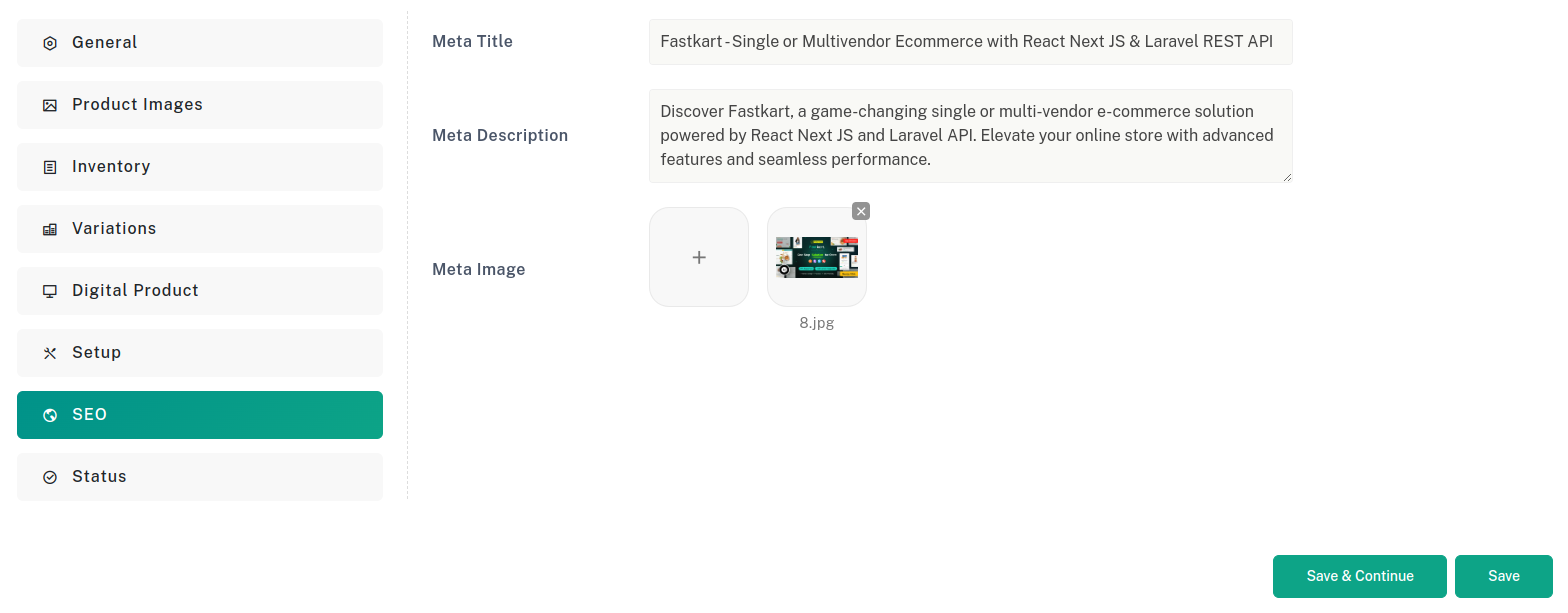 General
Product Images
Inventory
Variations
Digital Product
Setup
SEO
Status
Meta Title
Fastkart - Single or Multivendor Ecommerce with React Next JS & Laravel REST API
Meta Description
Discover Fastkart, a game-changing single or multi-vendor e-commerce solution
powered by React Next JS and Laravel API. Elevate your online store with advanced
features and seamless performance.
Meta Image
8.jpg
Save & Continue
Save